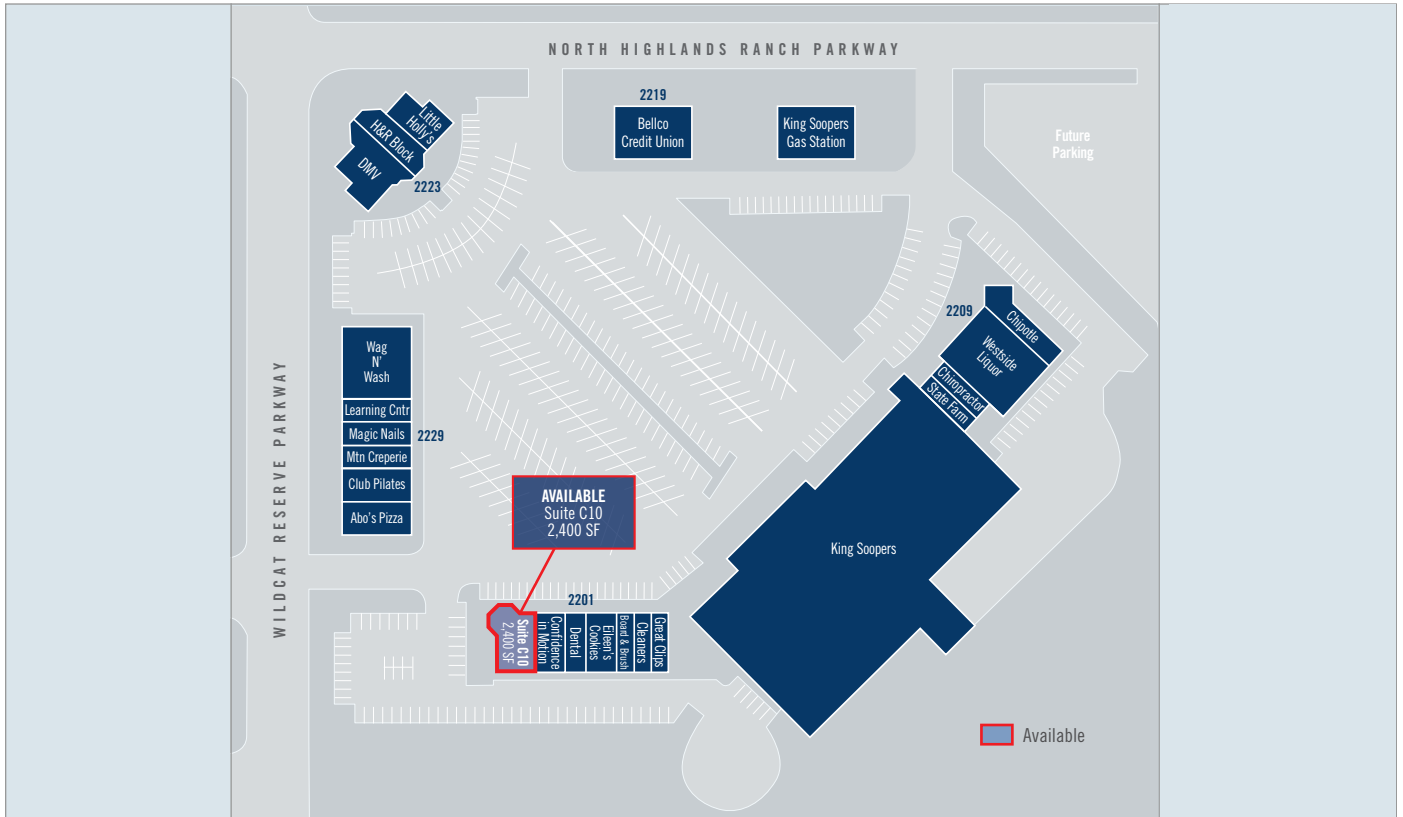 NORTH HIGHLANDS RANCH PARKWAY
2219
Bellco
Credit Union
King Soopers
Gas Station
Future
Parking
Little
Holly's
H&R Block
DMV
2223
2209
Chipotle
Westside
Liquor
Chiropractor
State Farm
WILDCAT RESERVE PARKWAY
Wag
N'
Wash
Learning Cntr
Magic Nails
2229
Mtn Creperie
Club Pilates
Abo's Pizza
AVAILABLE
Suite C10
2,400 SF
King Soopers
2201
Suite C10
2,400 SF
Confidence
in Motion
Dental
Eileen's
Cookies
Board & Brush
Cleaners
Great Clips
Available